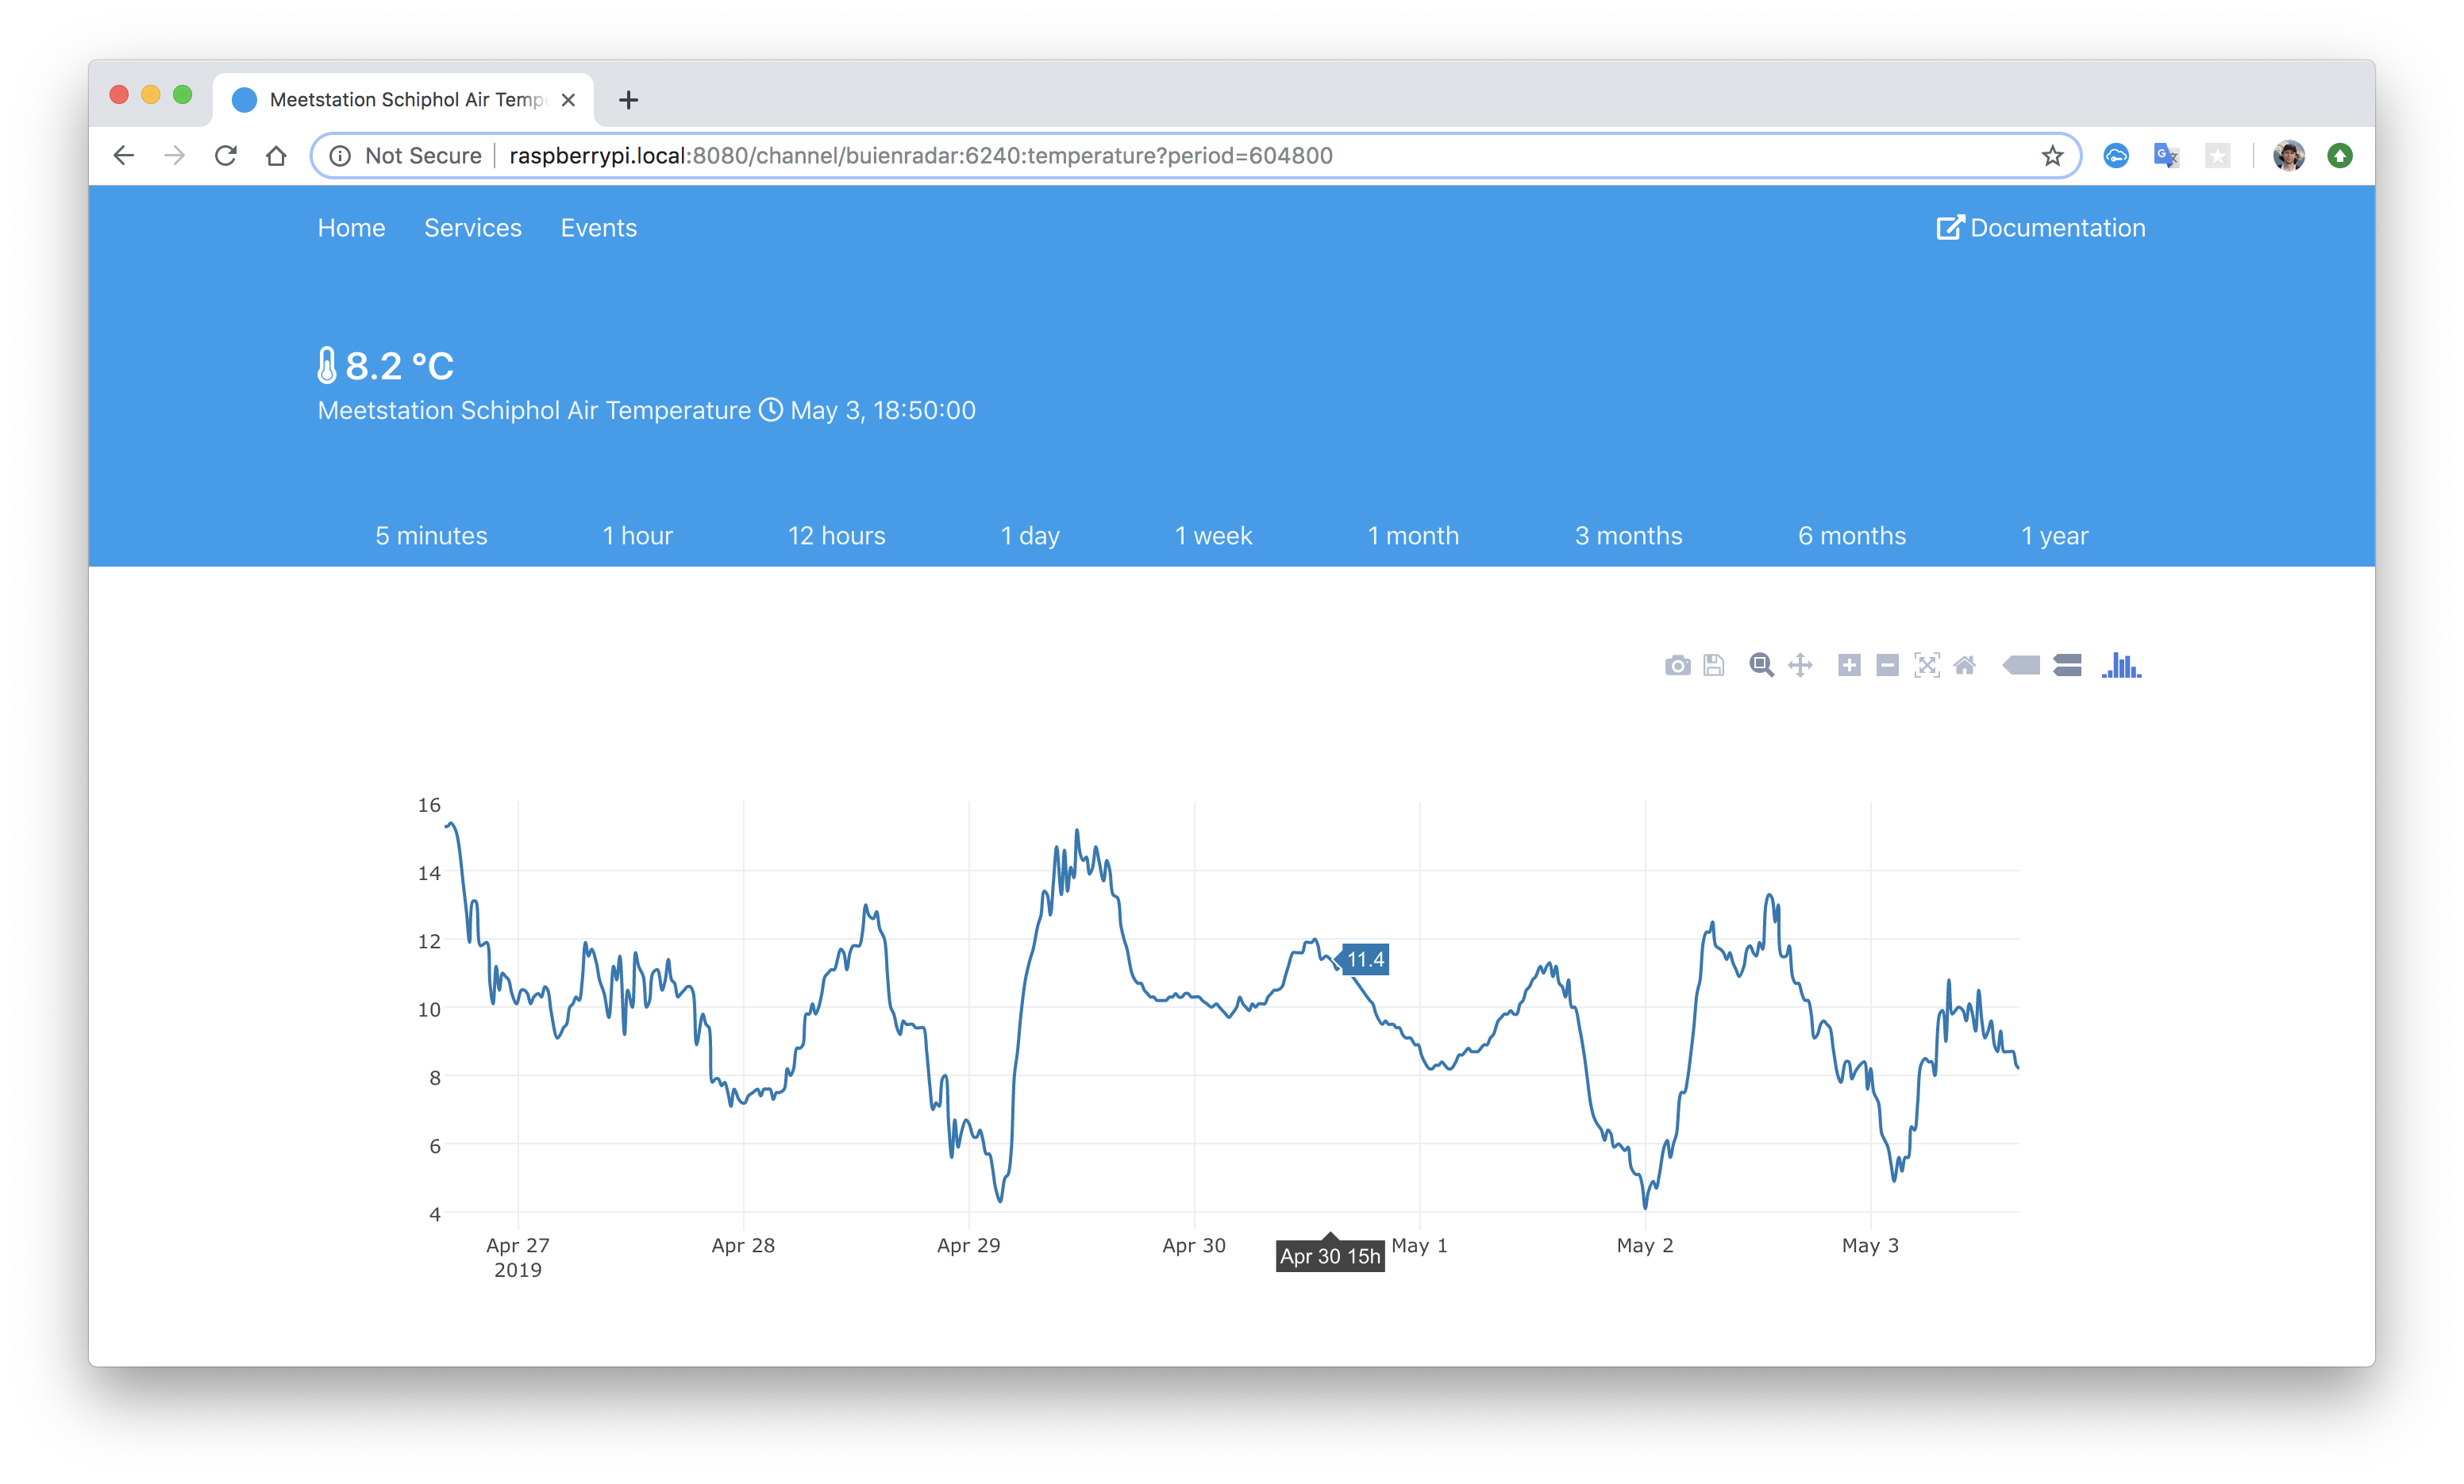 Meetstation Schiphol Air Temp
Not Secure | raspberrypi.local:8080/channel/buienradar:6240:temperature?period=604800
Home Services Events Documentation
8.2 °C
Meetstation Schiphol Air Temperature May 3, 18:50:00
5 minutes 1 hour 12 hours 1 day 1 week 1 month 3 months 6 months 1 year
16
14
12
10
8
6
4
11.4
Apr 27 Apr 28 Apr 29 Apr 30 Apr 30 15h May 1 May 2 May 3
2019